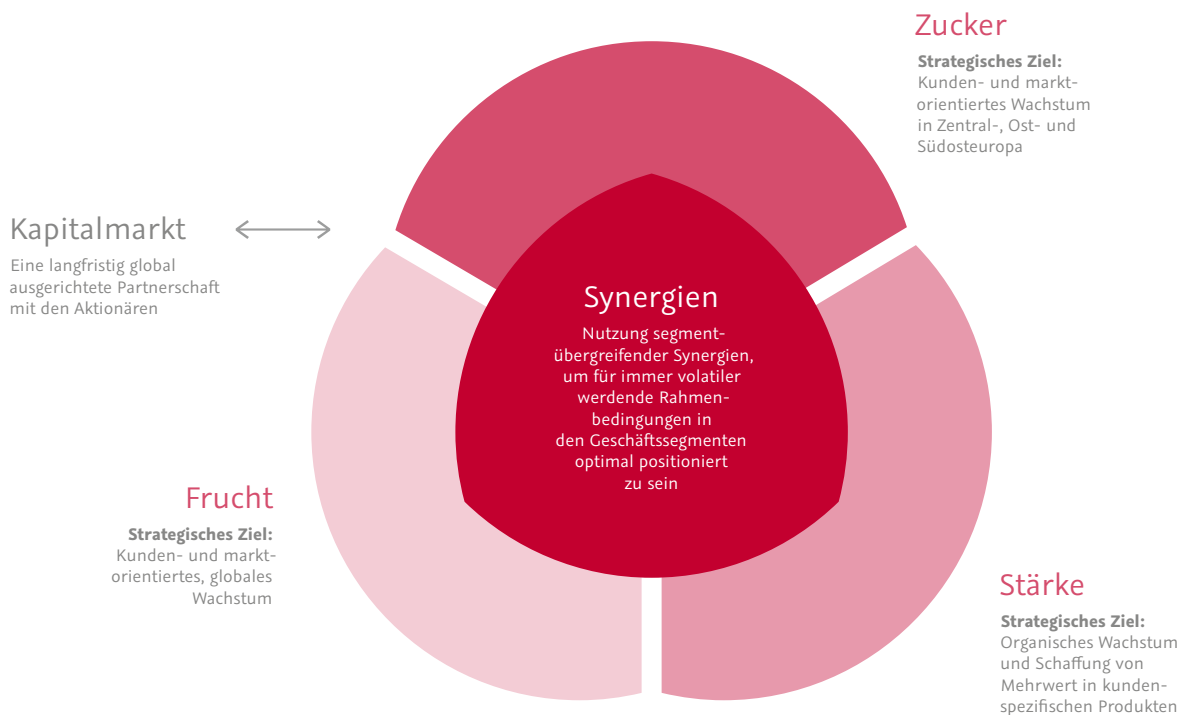 Zucker
Strategisches Ziel:
Kunden- und markt-
orientiertes Wachstum
in Zentral-, Ost- und
Südosteuropa
Kapitalmarkt
Eine langfristig global
ausgerichtete Partnerschaft
mit den Aktionären
Synergien
Nutzung segment-
übergreifender Synergien,
um für immer volatiler
werdende Rahmen-
bedingungen in
den Geschäftssegmenten
optimal positioniert
zu sein
Frucht
Strategisches Ziel:
Kunden- und markt-
orientiertes, globales
Wachstum
Stärke
Strategisches Ziel:
Organisches Wachstum
und Schaffung von
Mehrwert in kunden-
spezifischen Produkten